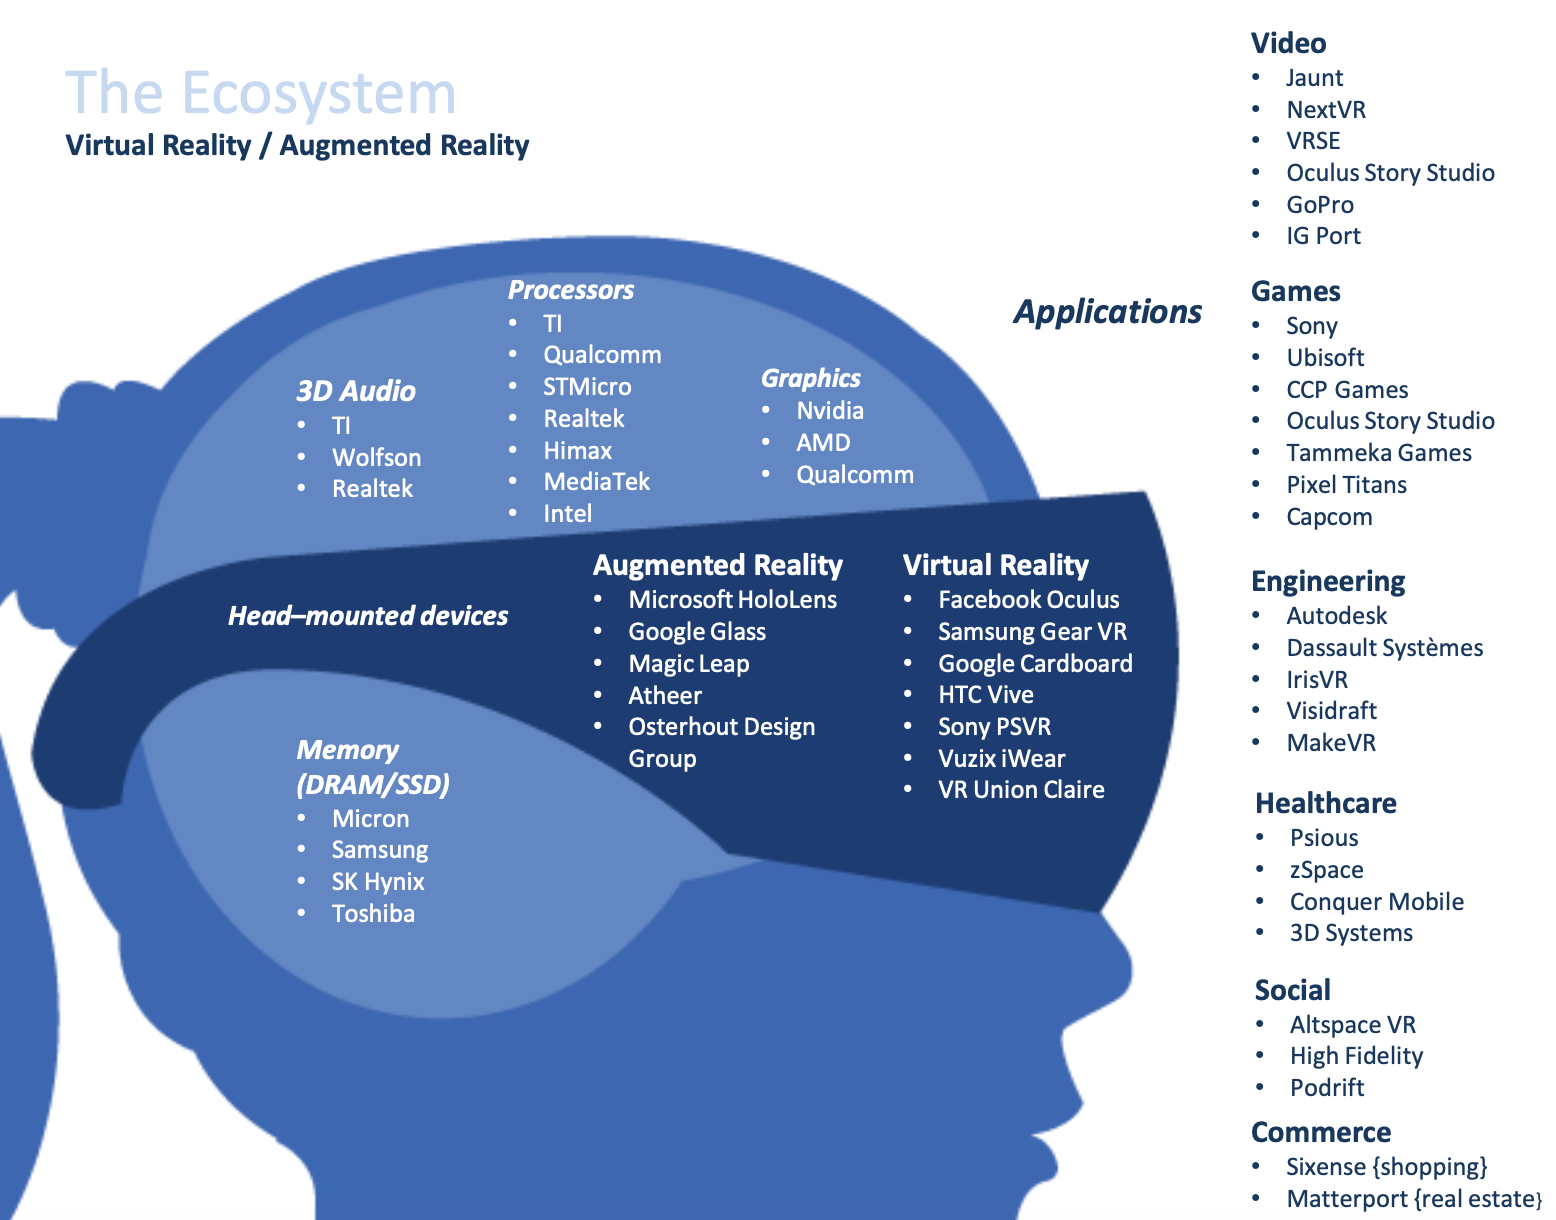 The Ecosystem
Virtual Reality / Augmented Reality
3D Audio
• TI
• Wolfson
• Realtek
Processors
• TI
• Qualcomm
• STMicro
• Realtek
• Himax
• MediaTek
• Intel
Graphics
• Nvidia
• AMD
• Qualcomm
Head–mounted devices
Augmented Reality
• Microsoft HoloLens
• Google Glass
• Magic Leap
• Atheer
• Osterhout Design
Group
Virtual Reality
• Facebook Oculus
• Samsung Gear VR
• Google Cardboard
• HTC Vive
• Sony PSVR
• Vuzix iWear
• VR Union Claire
Memory
(DRAM/SSD)
• Micron
• Samsung
• SK Hynix
• Toshiba
Applications
Video
• Jaunt
• NextVR
• VRSE
• Oculus Story Studio
• GoPro
• IG Port
Games
• Sony
• Ubisoft
• CCP Games
• Oculus Story Studio
• Tammeka Games
• Pixel Titans
• Capcom
Engineering
• Autodesk
• Dassault Systèmes
• IrisVR
• Visidraft
• MakeVR
Healthcare
• Psious
• zSpace
• Conquer Mobile
• 3D Systems
Social
• Altspace VR
• High Fidelity
• Podrift
Commerce
• Sixense {shopping}
• Matterport {real estate}